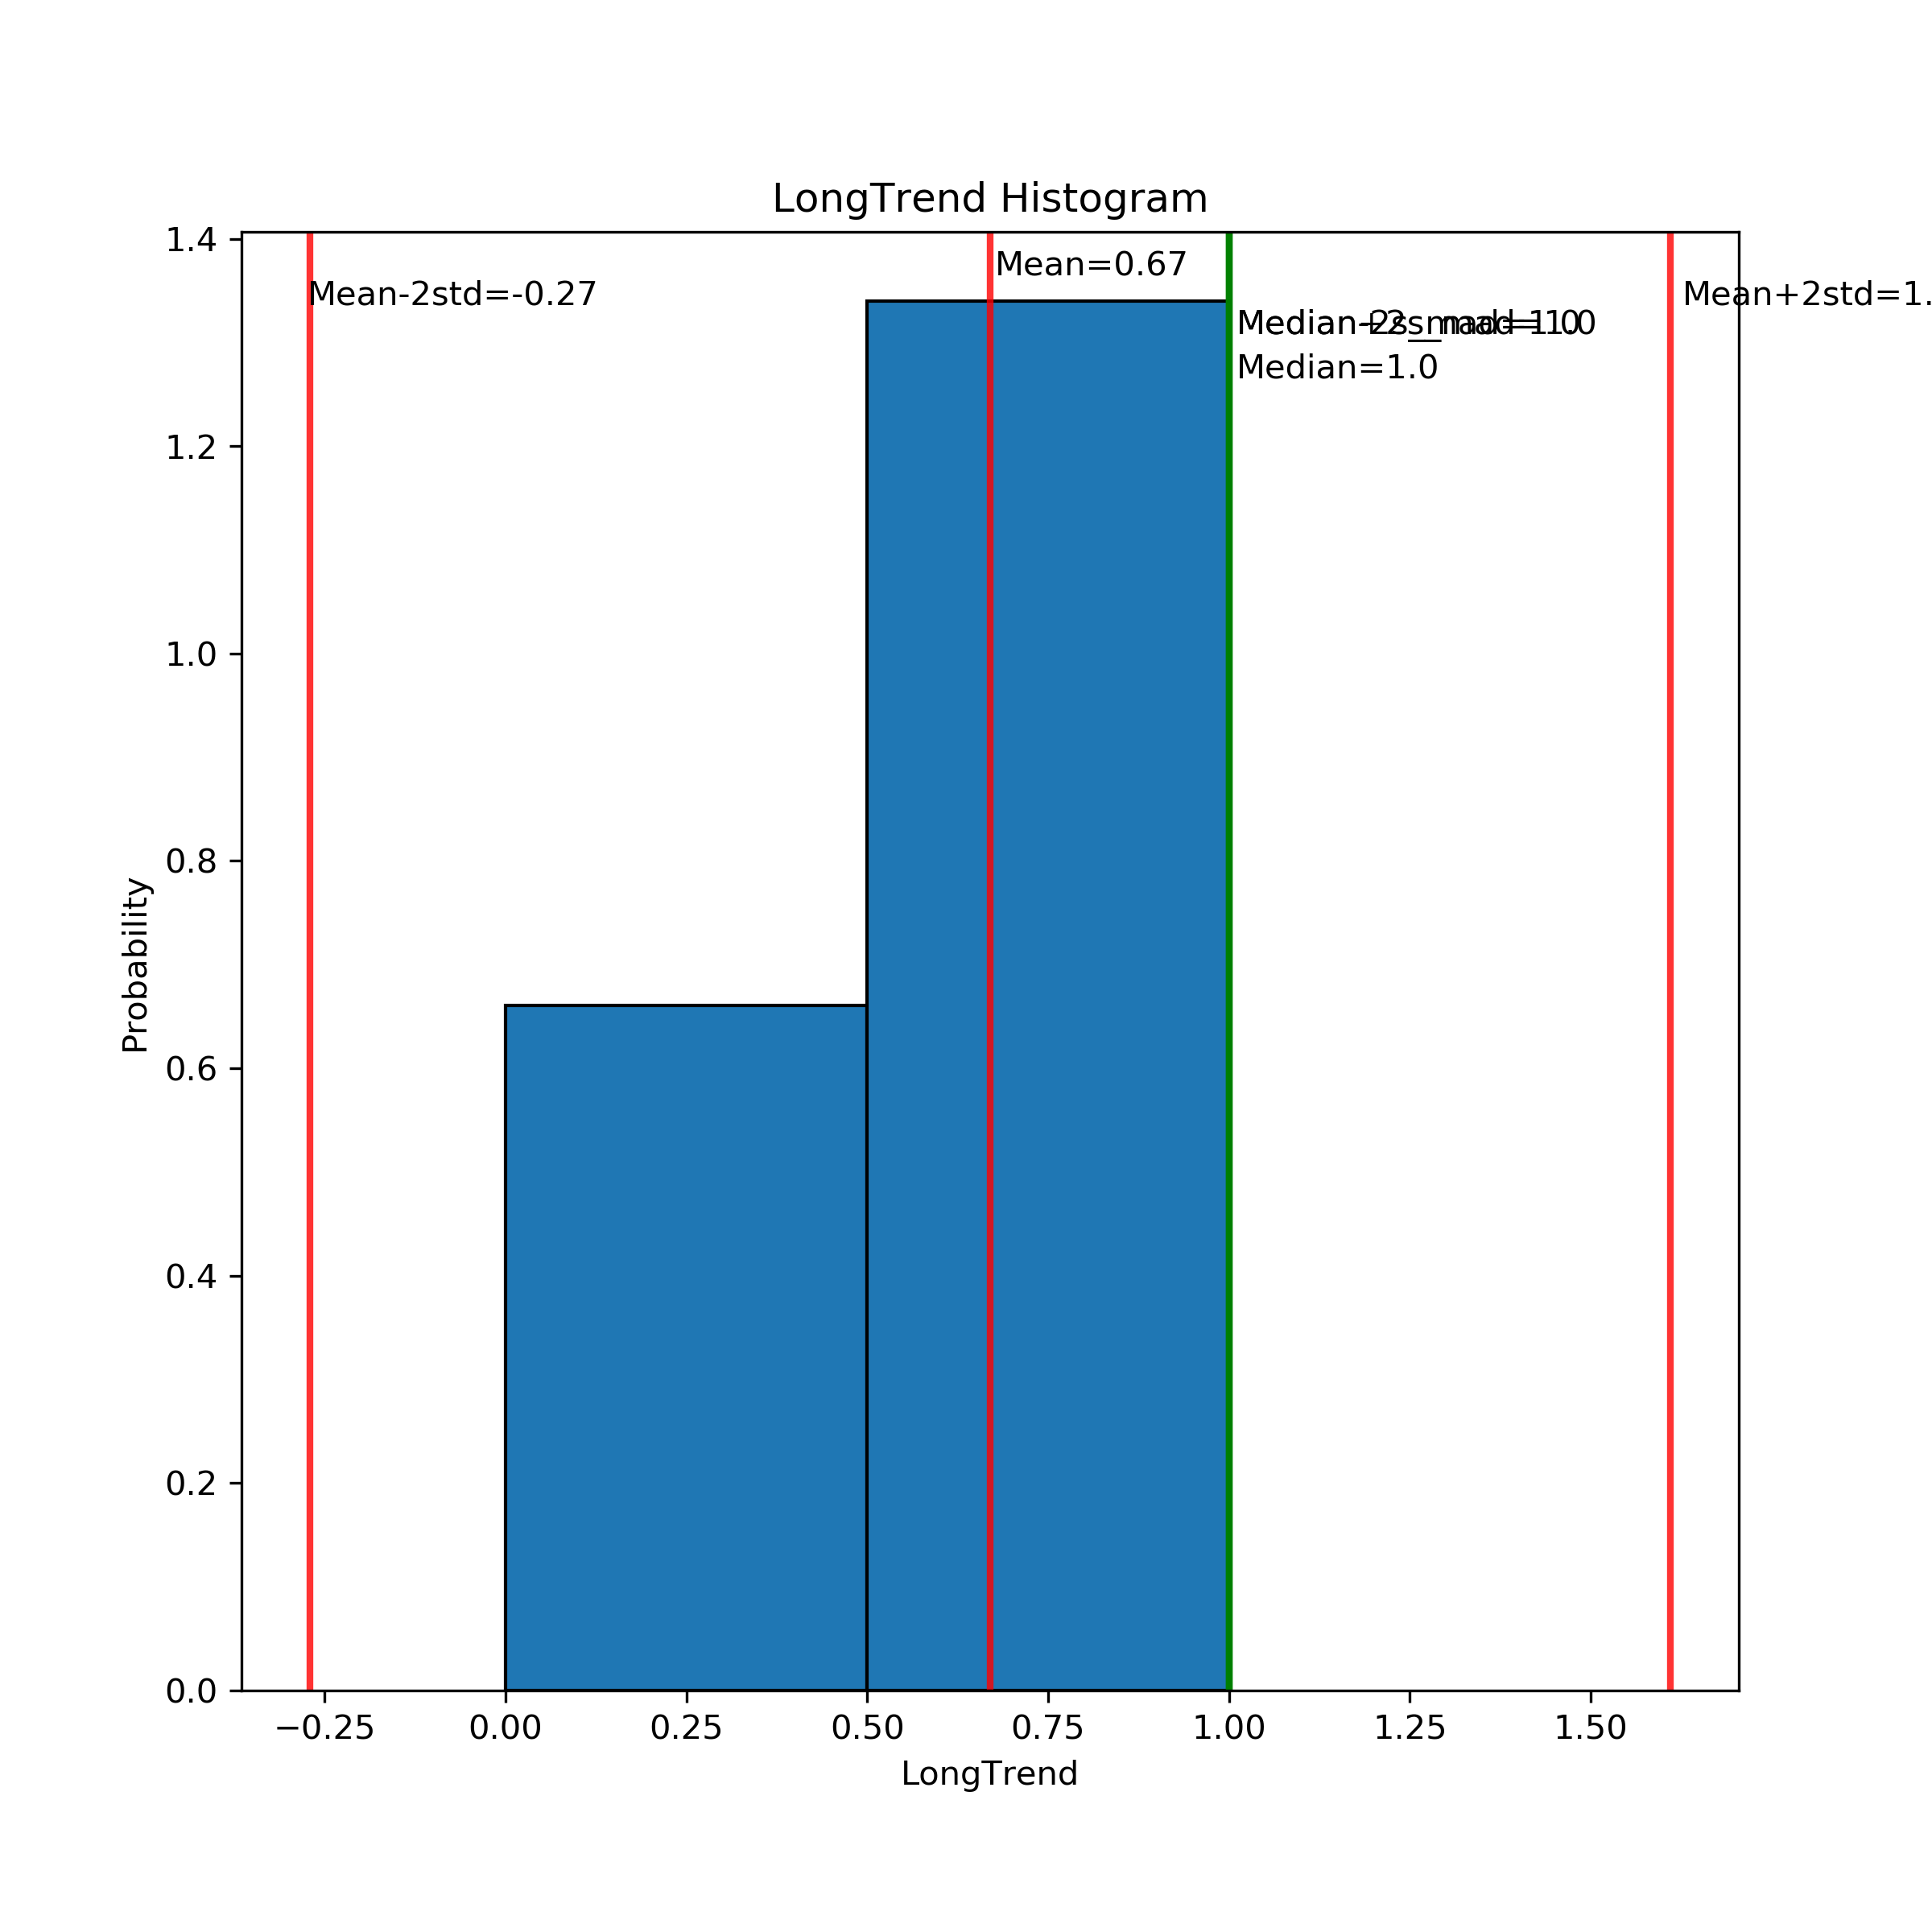 LongTrend Histogram
1.4
Mean=0.67
Mean-2std=-0.27
Mean+2std=1.
Median=1.0
1.2
1.0
0.8
Probability
0.6
0.4
0.2
0.0
−0.25 0.00 0.25 0.50 0.75 1.00 1.25 1.50
LongTrend